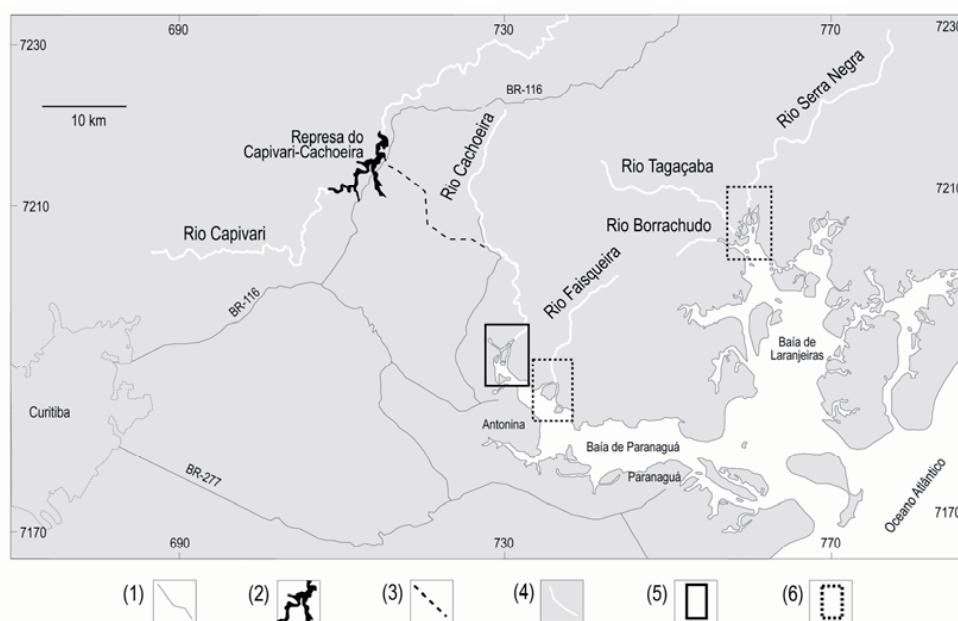 690
730
770
7230
7230
BR-116
10 km
Represa do
Capivari-Cachoeira
Rio Cachoeira
Rio Serra Negra
Rio Tagaçaba
7210
7210
Rio Capivari
Rio Borrachudo
Rio Faisqueira
BR-116
Baía de
Laranjeiras
Curitiba
Antonina
Baía de Paranaguá
Paranaguá
BR-277
Oceano Atlântico
7170
7170
690
730
770
(1)
(2)
(3)
(4)
(5)
(6)